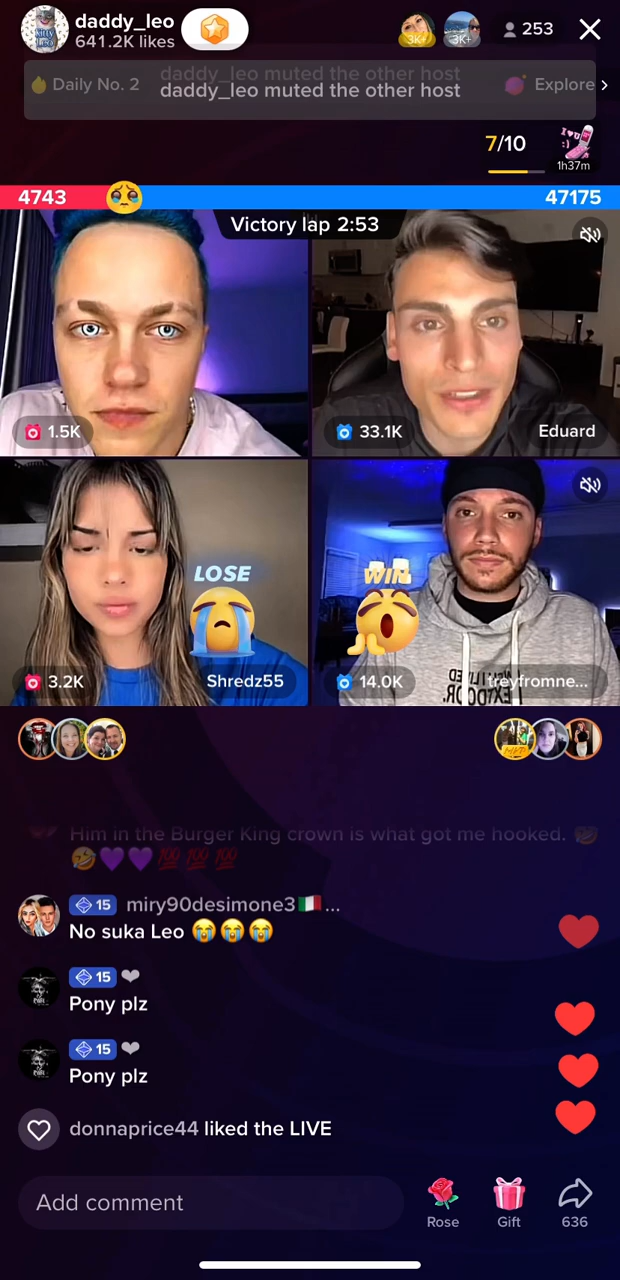 daddy_leo
641.2K likes
3K+
3K+
253
Daily No. 2
daddy_leo muted the other host
daddy_leo muted the other host
Explore
7/10
I ♥ U
:)
1h37m
4743
47175
Victory lap 2:53
1.5K
33.1K
Eduard
LOSE
WIN
3.2K
Shredz55
14.0K
treyfromne...
Him in the Burger King crown is what got me hooked. 🤣
🤣💜💜💯💯💯
15 miry90desimone3🇮🇹...
No suka Leo 😭😭😭
15 ❤
Pony plz
15 ❤
Pony plz
donnaprice44 liked the LIVE
Add comment
Rose
Gift
636